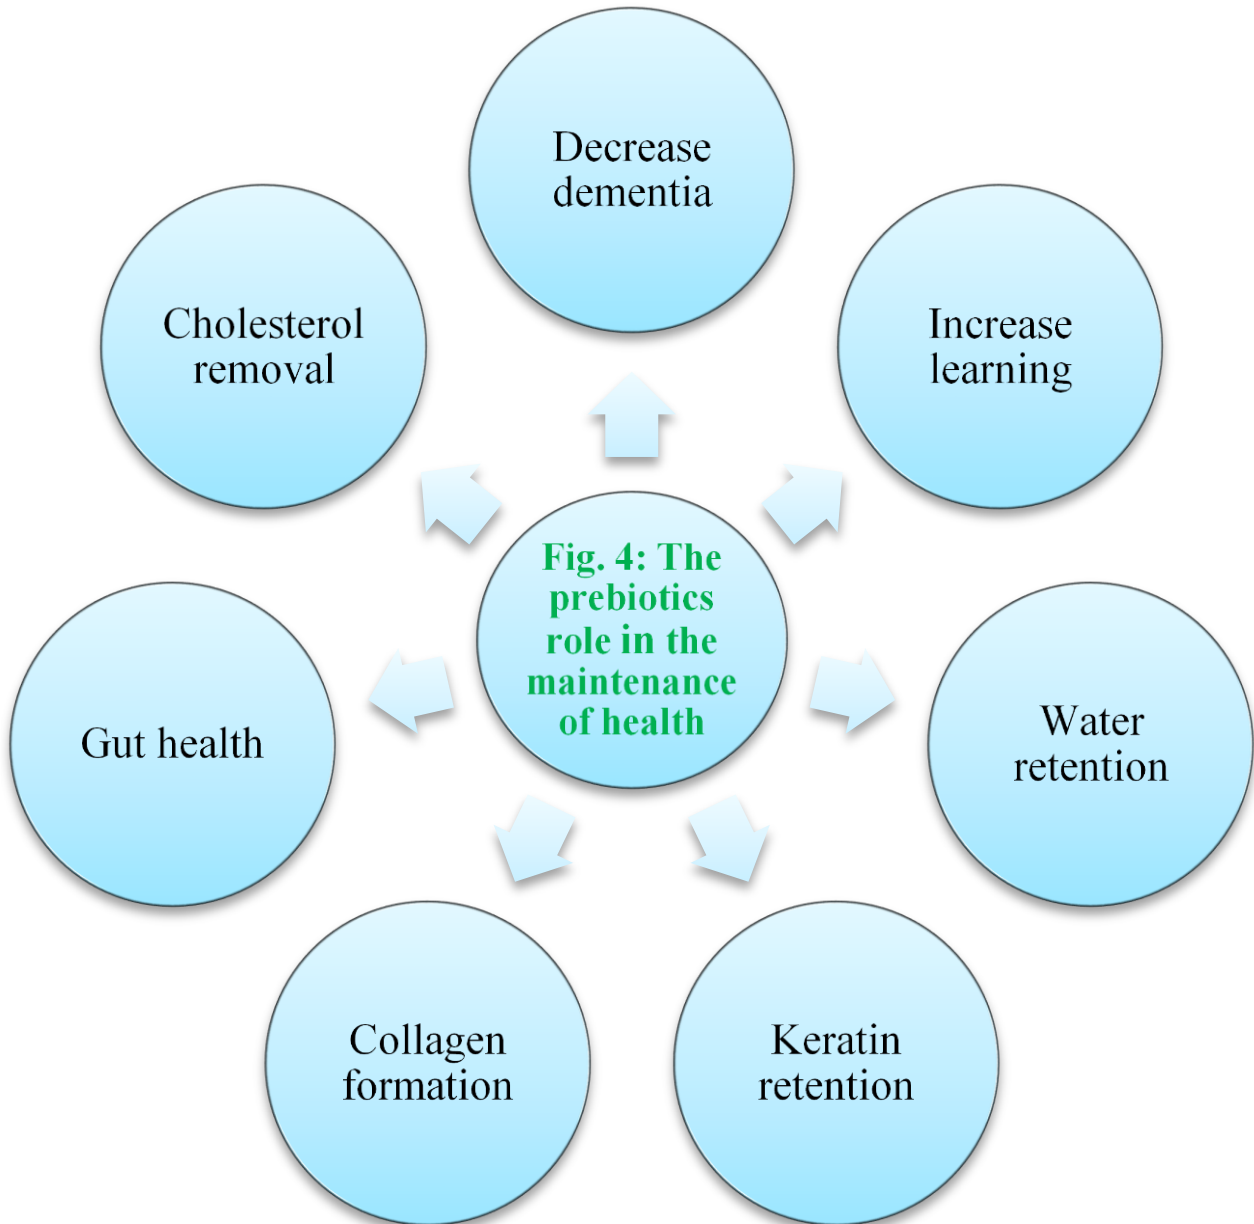 Decrease
dementia
Increase
learning
Water
retention
Keratin
retention
Collagen
formation
Gut health
Cholesterol
removal
Fig. 4: The
prebiotics
role in the
maintenance
of health